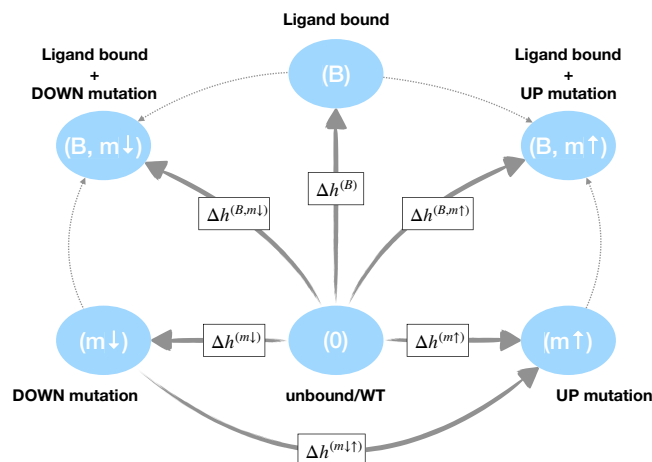 Ligand bound
Ligand bound
+
DOWN mutation
Ligand bound
+
UP mutation
(B)
(B, m↓)
(B, m↑)
Δh^(B)
Δh^(B,m↓)
Δh^(B,m↑)
(m↓)
Δh^(m↓)
(0)
Δh^(m↑)
(m↑)
DOWN mutation
unbound/WT
UP mutation
Δh^(m↓↑)